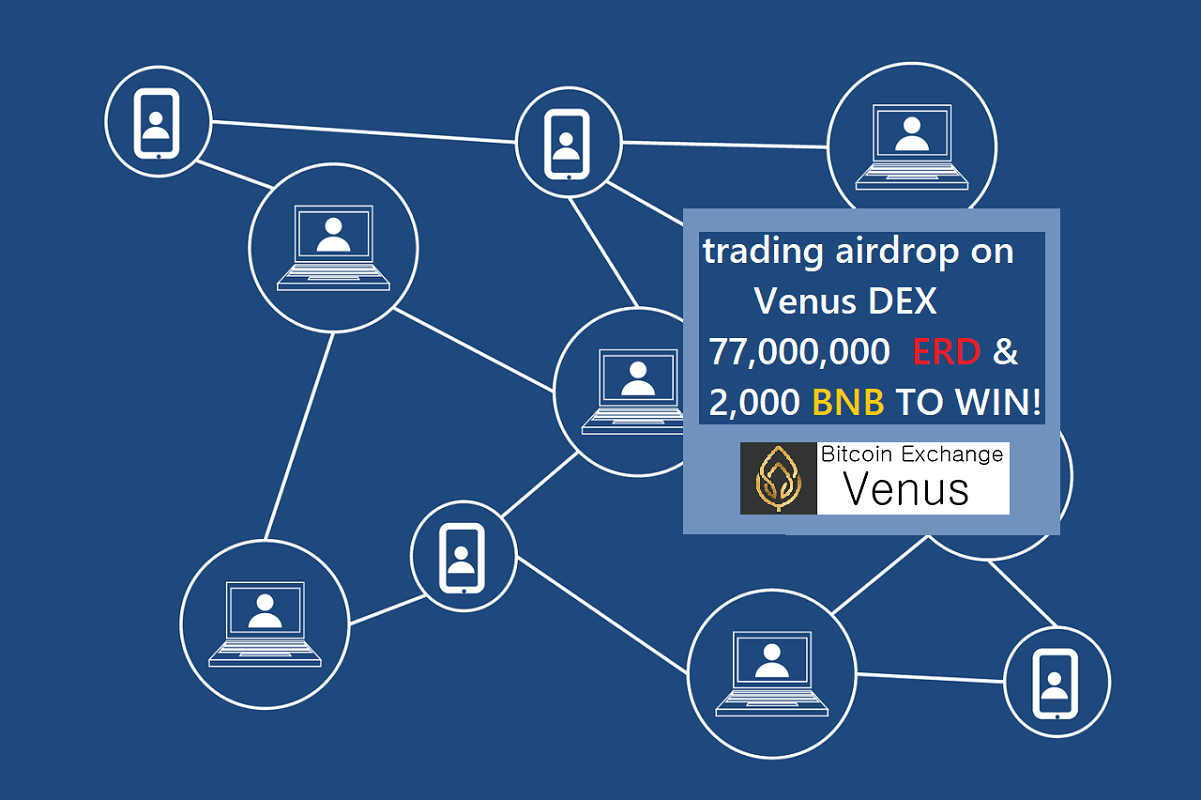 trading airdrop on
Venus DEX
77,000,000 ERD &
2,000 BNB TO WIN!
Bitcoin Exchange
Venus